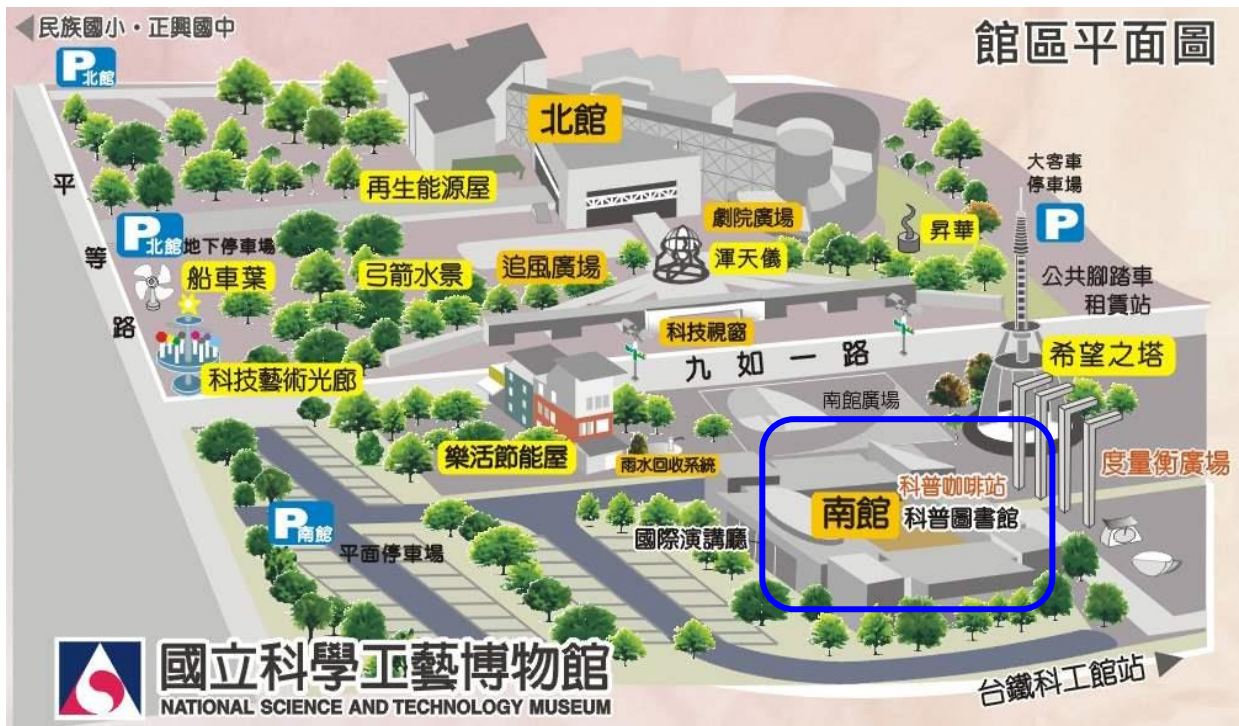 民族國小・正興國中
館區平面圖
P北館
北館
大客車
停車場
P
平等路
再生能源屋
劇院廣場
昇華
P北館 地下停車場
船車葉
弓箭水景
追風廣場
渾天儀
公共腳踏車
租賃站
科技視窗
九如一路
希望之塔
科技藝術光廊
南館廣場
樂活節能屋
雨水回收系統
度量衡廣場
科普咖啡站
南館
科普圖書館
P南館
平面停車場
國際演講廳
國立科學工藝博物館
NATIONAL SCIENCE AND TECHNOLOGY MUSEUM
台鐵科工館站